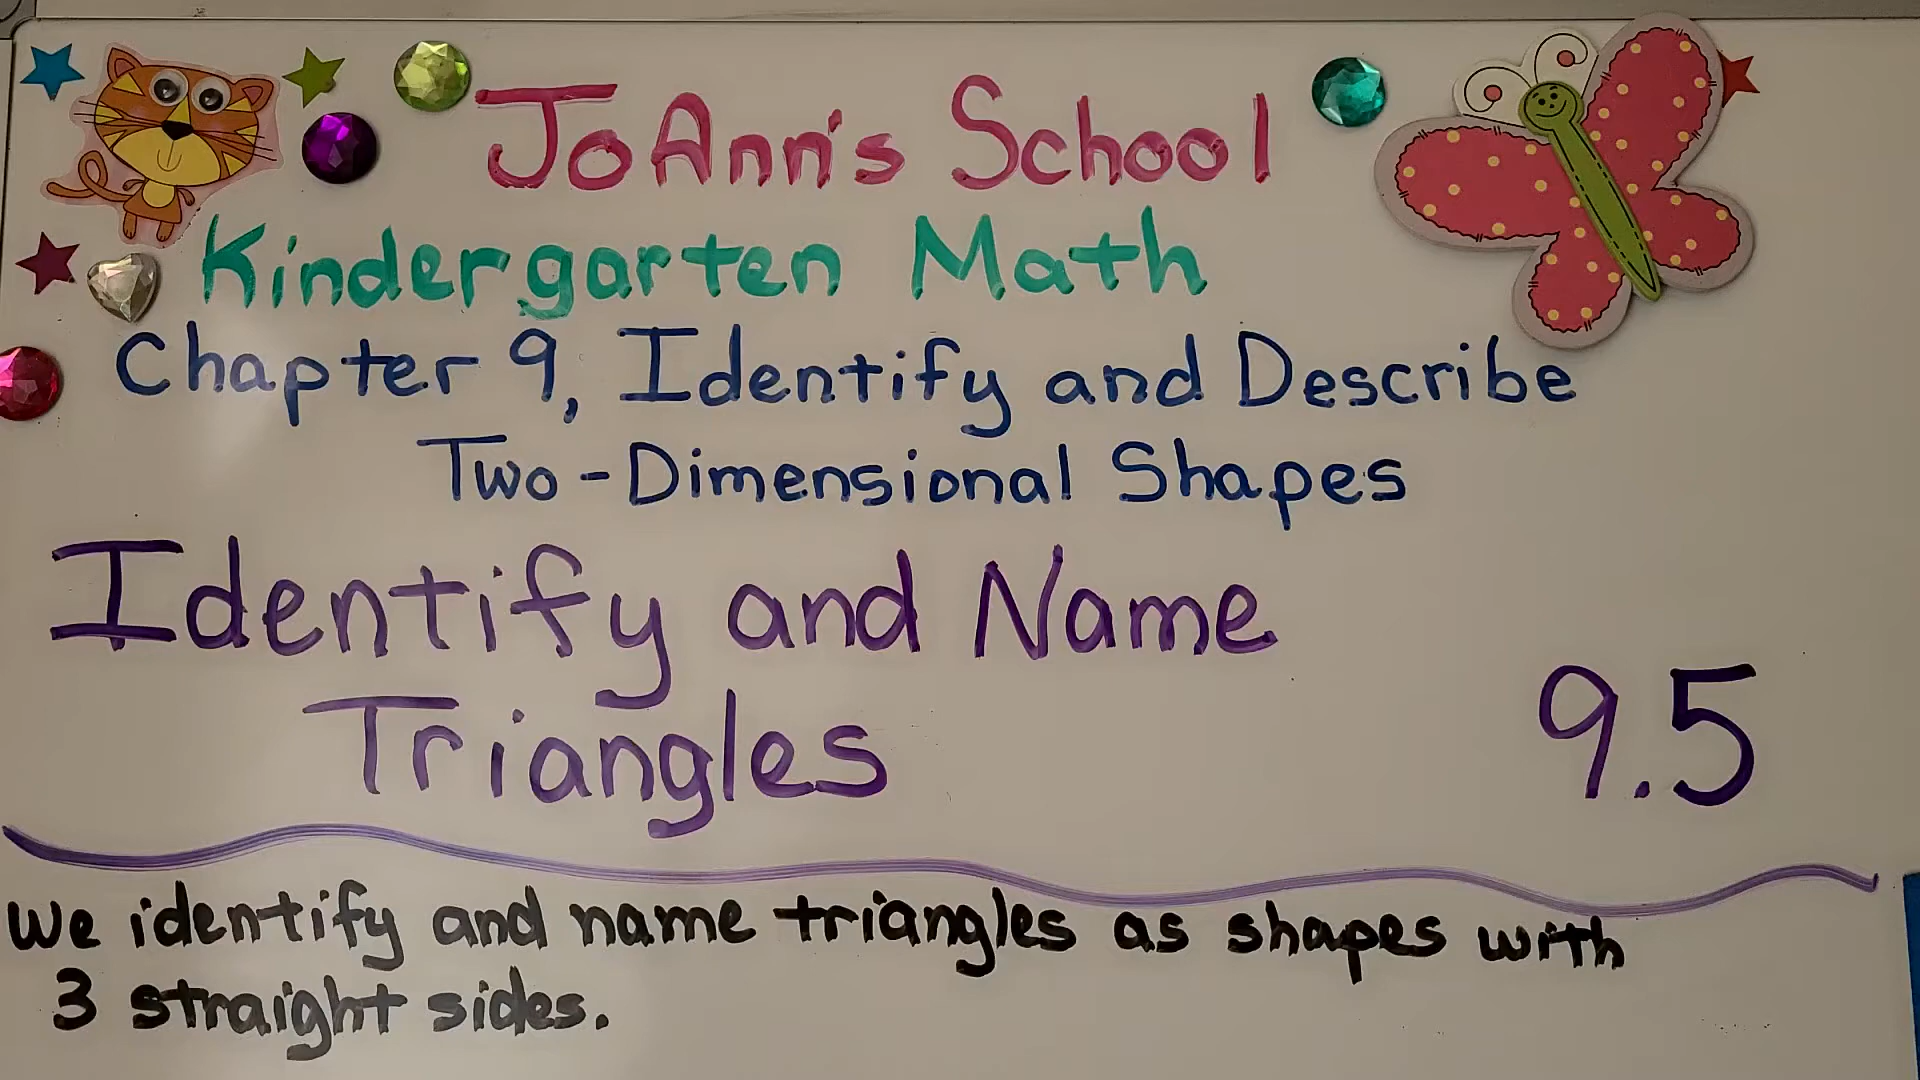 JoAnn's School
Kindergarten Math
Chapter 9, Identify and Describe
Two-Dimensional Shapes
Identify and Name
Triangles
9.5
We identify and name triangles as shapes with
3 straight sides.